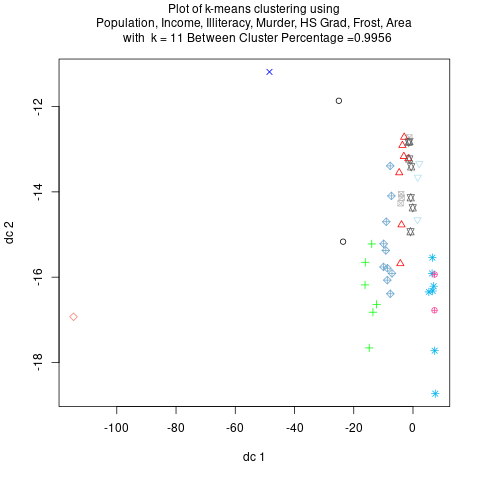 Plot of k-means clustering using
Population, Income, Illiteracy, Murder, HS Grad, Frost, Area
with k = 11 Between Cluster Percentage =0.9956
-12
-14
-16
-18
dc 2
-100 -80 -60 -40 -20 0
dc 1